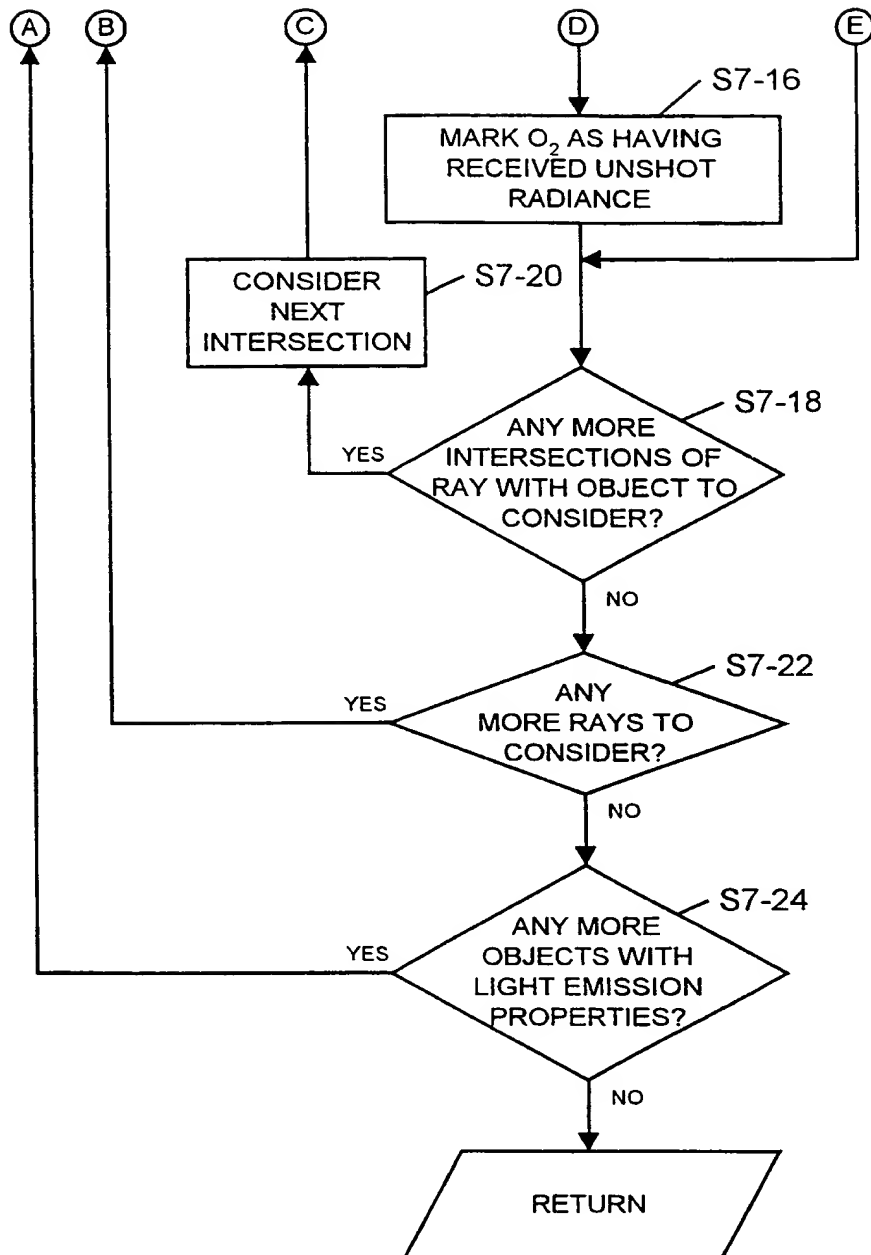 A B C D E
S7-16
MARK O₂ AS HAVING
RECEIVED UNSHOT
RADIANCE
S7-20
CONSIDER
NEXT
INTERSECTION
S7-18
ANY MORE
INTERSECTIONS OF
RAY WITH OBJECT TO
CONSIDER?
YES
NO
S7-22
ANY
MORE RAYS TO
CONSIDER?
YES
NO
S7-24
ANY MORE
OBJECTS WITH
LIGHT EMISSION
PROPERTIES?
YES
NO
RETURN